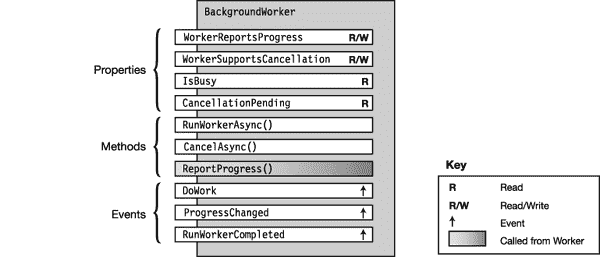 BackgroundWorker
Properties
WorkerReportsProgress R/W
WorkerSupportsCancellation R/W
IsBusy R
CancellationPending R
Methods
RunWorkerAsync()
CancelAsync()
ReportProgress()
Events
DoWork ↑
ProgressChanged ↑
RunWorkerCompleted ↑
Key
R Read
R/W Read/Write
↑ Event
Called from Worker